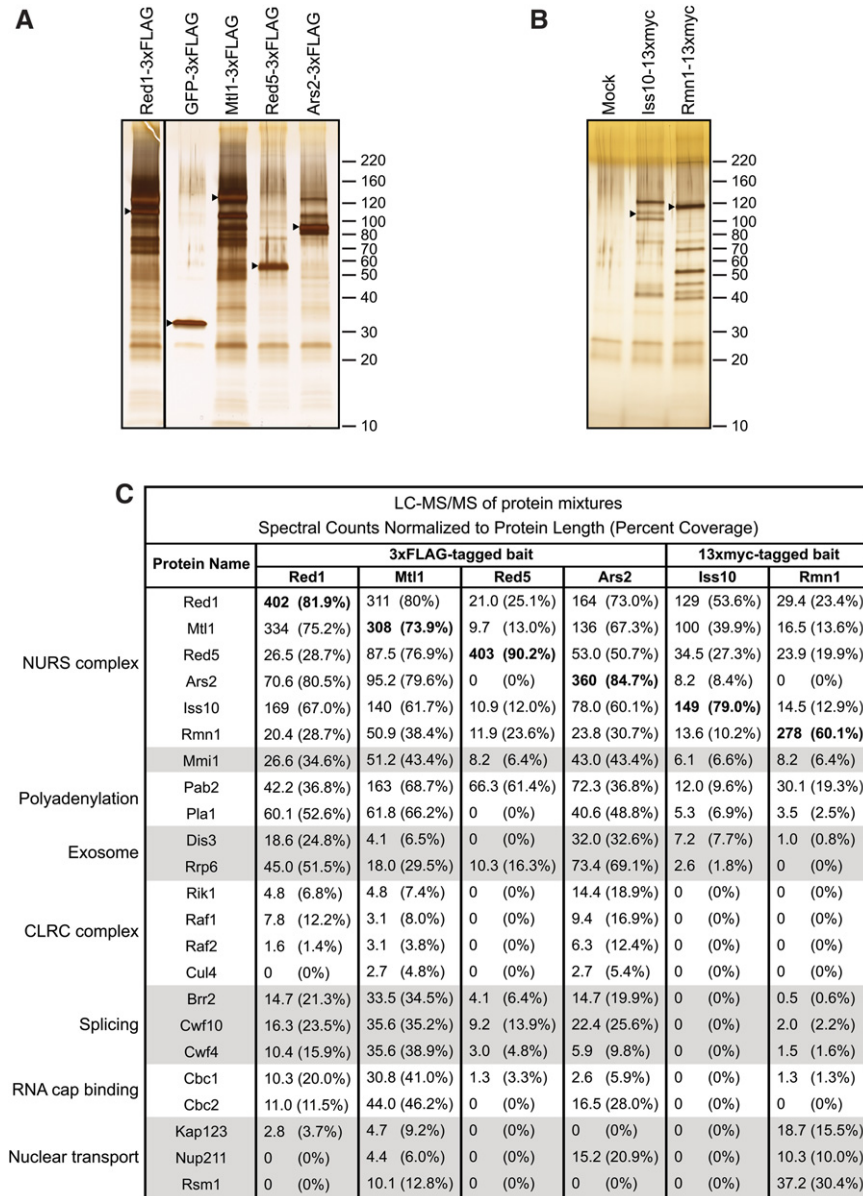 A
Red1-3xFLAG
GFP-3xFLAG
Mtl1-3xFLAG
Red5-3xFLAG
Ars2-3xFLAG
220
160
120
100
80
70
60
50
40
30
20
10
B
Mock
Iss10-13xmyc
Rmn1-13xmyc
220
160
120
100
80
70
60
50
40
30
20
10
C
LC-MS/MS of protein mixtures
Spectral Counts Normalized to Protein Length (Percent Coverage)
Protein Name 3xFLAG-tagged bait 13xmyc-tagged bait
Red1 Mtl1 Red5 Ars2 Iss10 Rmn1
NURS complex
Red1 402 (81.9%) 311 (80%) 21.0 (25.1%) 164 (73.0%) 129 (53.6%) 29.4 (23.4%)
Mtl1 334 (75.2%) 308 (73.9%) 9.7 (13.0%) 136 (67.3%) 100 (39.9%) 16.5 (13.6%)
Red5 26.5 (28.7%) 87.5 (76.9%) 403 (90.2%) 53.0 (50.7%) 34.5 (27.3%) 23.9 (19.9%)
Ars2 70.6 (80.5%) 95.2 (79.6%) 0 (0%) 360 (84.7%) 8.2 (8.4%) 0 (0%)
Iss10 169 (67.0%) 140 (61.7%) 10.9 (12.0%) 78.0 (60.1%) 149 (79.0%) 14.5 (12.9%)
Rmn1 20.4 (28.7%) 50.9 (38.4%) 11.9 (23.6%) 23.8 (30.7%) 13.6 (10.2%) 278 (60.1%)
Mmi1 26.6 (34.6%) 51.2 (43.4%) 8.2 (6.4%) 43.0 (43.4%) 6.1 (6.6%) 8.2 (6.4%)
Polyadenylation
Pab2 42.2 (36.8%) 163 (68.7%) 66.3 (61.4%) 72.3 (36.8%) 12.0 (9.6%) 30.1 (19.3%)
Pla1 60.1 (52.6%) 61.8 (66.2%) 0 (0%) 40.6 (48.8%) 5.3 (6.9%) 3.5 (2.5%)
Exosome
Dis3 18.6 (24.8%) 4.1 (6.5%) 0 (0%) 32.0 (32.6%) 7.2 (7.7%) 1.0 (0.8%)
Rrp6 45.0 (51.5%) 18.0 (29.5%) 10.3 (16.3%) 73.4 (69.1%) 2.6 (1.8%) 0 (0%)
CLRC complex
Rik1 4.8 (6.8%) 4.8 (7.4%) 0 (0%) 14.4 (18.9%) 0 (0%) 0 (0%)
Raf1 7.8 (12.2%) 3.1 (8.0%) 0 (0%) 9.4 (16.9%) 0 (0%) 0 (0%)
Raf2 1.6 (1.4%) 3.1 (3.8%) 0 (0%) 6.3 (12.4%) 0 (0%) 0 (0%)
Cul4 0 (0%) 2.7 (4.8%) 0 (0%) 2.7 (5.4%) 0 (0%) 0 (0%)
Splicing
Brr2 14.7 (21.3%) 33.5 (34.5%) 4.1 (6.4%) 14.7 (19.9%) 0 (0%) 0.5 (0.6%)
Cwf10 16.3 (23.5%) 35.6 (35.2%) 9.2 (13.9%) 22.4 (25.6%) 0 (0%) 2.0 (2.2%)
Cwf4 10.4 (15.9%) 35.6 (38.9%) 3.0 (4.8%) 5.9 (9.8%) 0 (0%) 1.5 (1.6%)
RNA cap binding
Cbc1 10.3 (20.0%) 30.8 (41.0%) 1.3 (3.3%) 2.6 (5.9%) 0 (0%) 1.3 (1.3%)
Cbc2 11.0 (11.5%) 44.0 (46.2%) 0 (0%) 16.5 (28.0%) 0 (0%) 0 (0%)
Nuclear transport
Kap123 2.8 (3.7%) 4.7 (9.2%) 0 (0%) 0 (0%) 0 (0%) 18.7 (15.5%)
Nup211 0 (0%) 4.4 (6.0%) 0 (0%) 15.2 (20.9%) 0 (0%) 10.3 (10.0%)
Rsm1 0 (0%) 10.1 (12.8%) 0 (0%) 0 (0%) 0 (0%) 37.2 (30.4%)